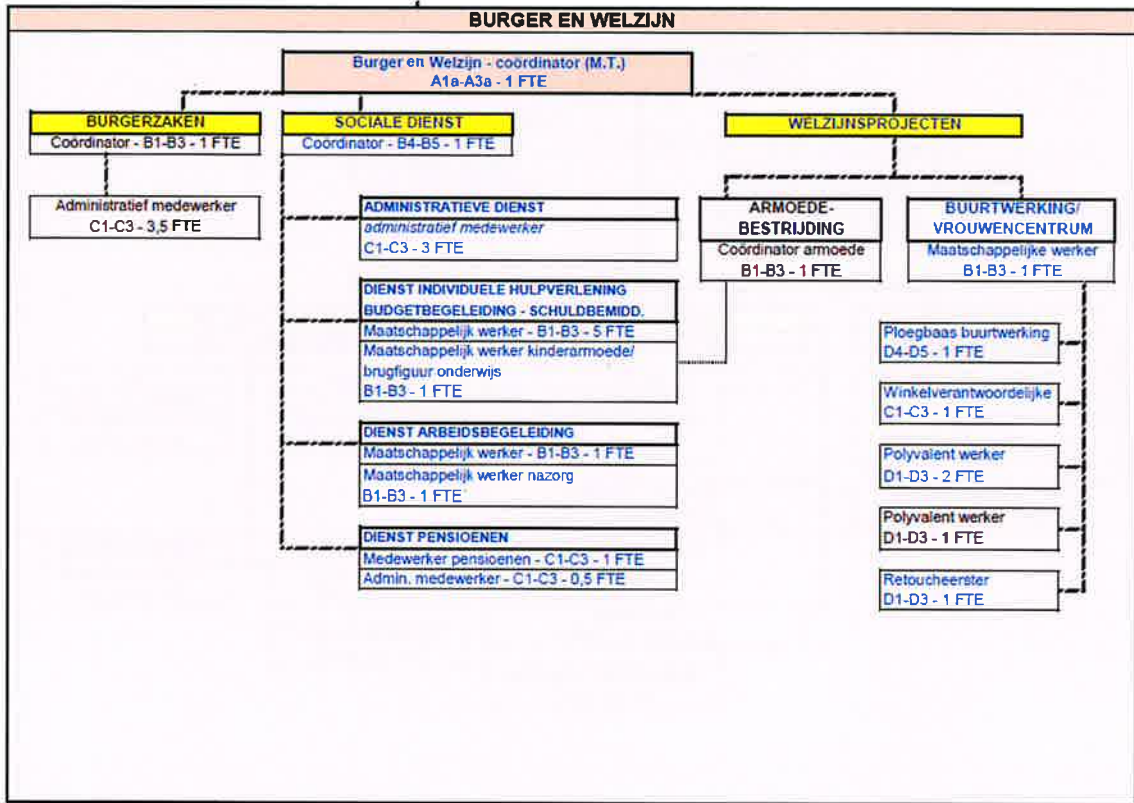 BURGER EN WELZIJN
Burger en Welzijn - coördinator (M.T.)
A1a-A3a - 1 FTE
BURGERZAKEN
Coördinator - B1-B3 - 1 FTE
Administratief medewerker
C1-C3 - 3,5 FTE
SOCIALE DIENST
Coördinator - B4-B5 - 1 FTE
ADMINISTRATIEVE DIENST
administratief medewerker
C1-C3 - 3 FTE
DIENST INDIVIDUELE HULPVERLENING
BUDGETBEGELEIDING - SCHULDBEMIDD.
Maatschappelijk werker - B1-B3 - 5 FTE
Maatschappelijk werker kinderarmoede/
brugfiguur onderwijs
B1-B3 - 1 FTE
DIENST ARBEIDSBEGELEIDING
Maatschappelijk werker - B1-B3 - 1 FTE
Maatschappelijk werker nazorg
B1-B3 - 1 FTE
DIENST PENSIOENEN
Medewerker pensioenen - C1-C3 - 1 FTE
Admin. medewerker - C1-C3 - 0,5 FTE
WELZIJNSPROJECTEN
ARMOEDE-
BESTRIJDING
Coördinator armoede
B1-B3 - 1 FTE
BUURTWERKING/
VROUWENCENTRUM
Maatschappelijke werker
B1-B3 - 1 FTE
Ploegbaas buurtwerking
D4-D5 - 1 FTE
Winkelverantwoordelijke
C1-C3 - 1 FTE
Polyvalent werker
D1-D3 - 2 FTE
Polyvalent werker
D1-D3 - 1 FTE
Retoucheerster
D1-D3 - 1 FTE